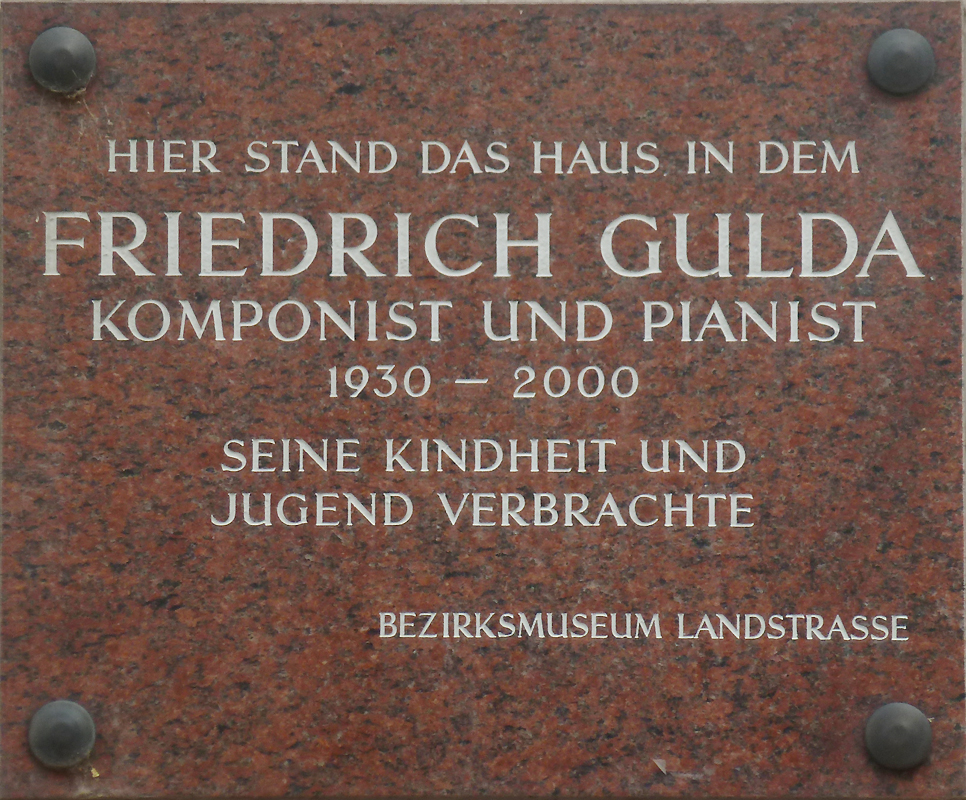 HIER STAND DAS HAUS IN DEM
FRIEDRICH GULDA
KOMPONIST UND PIANIST
1930 – 2000
SEINE KINDHEIT UND
JUGEND VERBRACHTE
BEZIRKSMUSEUM LANDSTRASSE